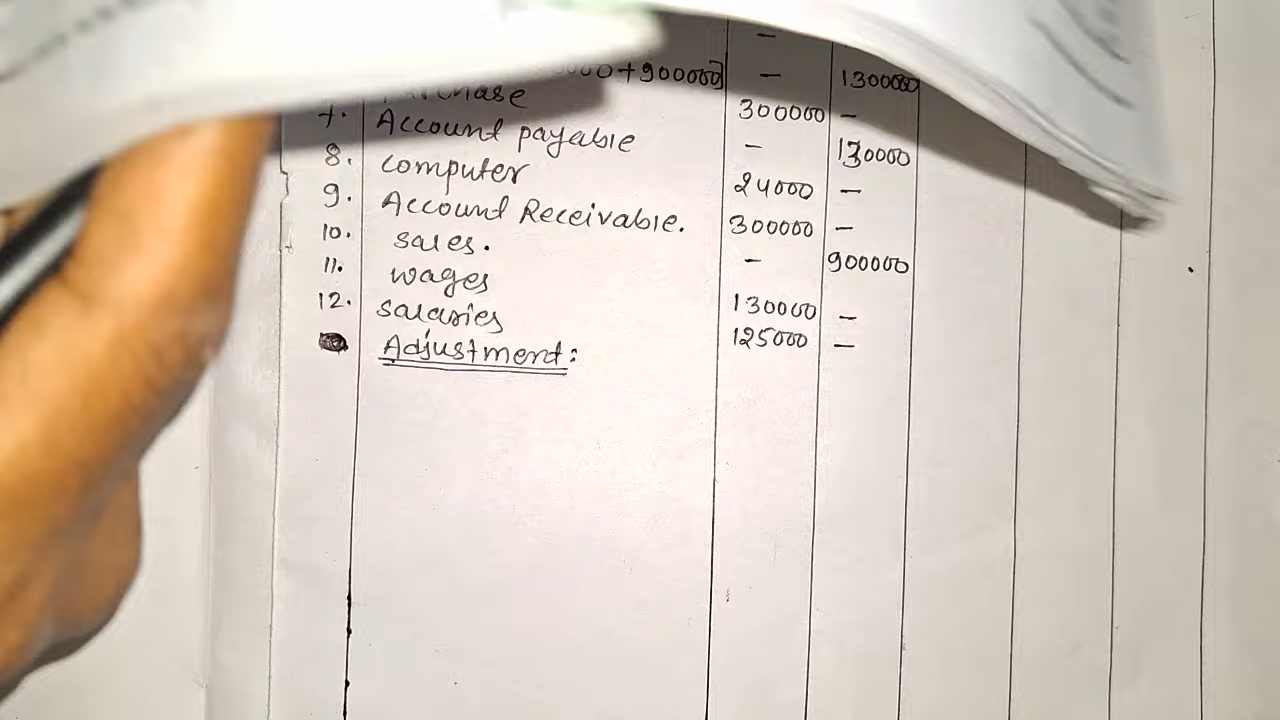 —
000+900000] — 1300000
7. purchase 300000 —
8. Account payable — 130000
9. computer 24000 —
10. Account Receivable. 300000 —
11. sales. — 900000
12. wages 130000 —
salaries 125000 —
Adjustment: